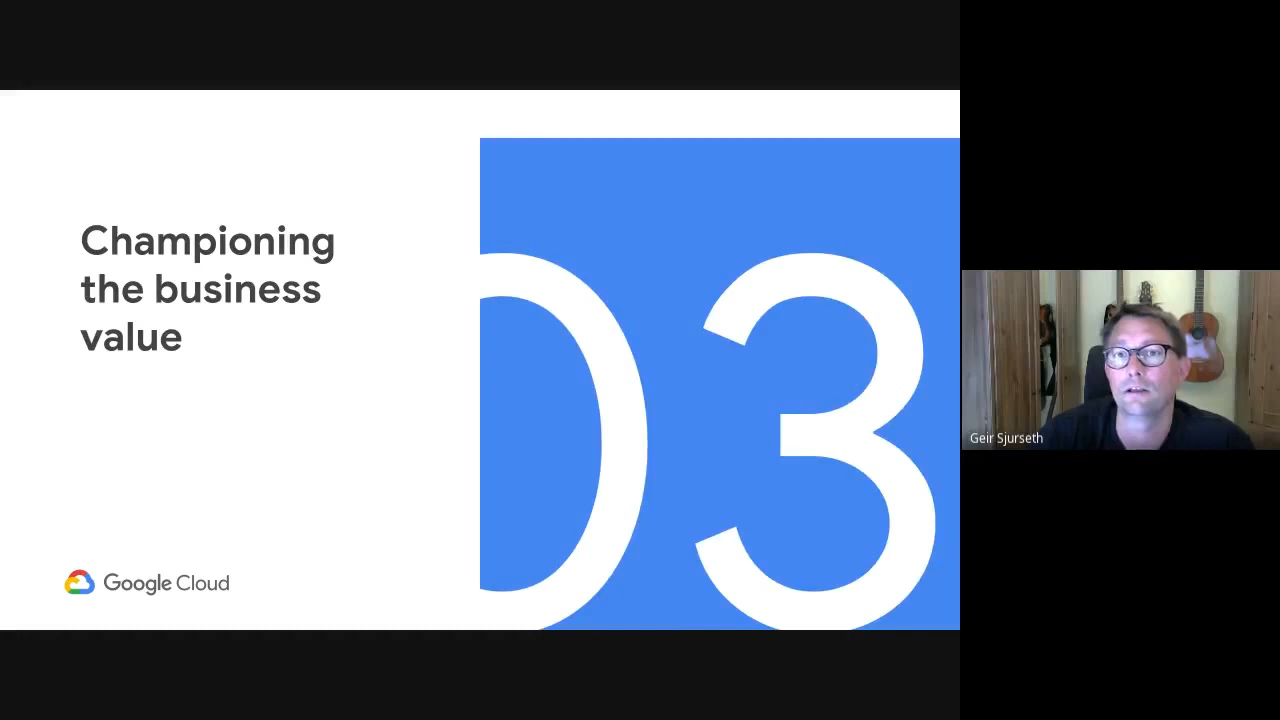 Championing
the business
value
03
Google Cloud
Geir Sjurseth